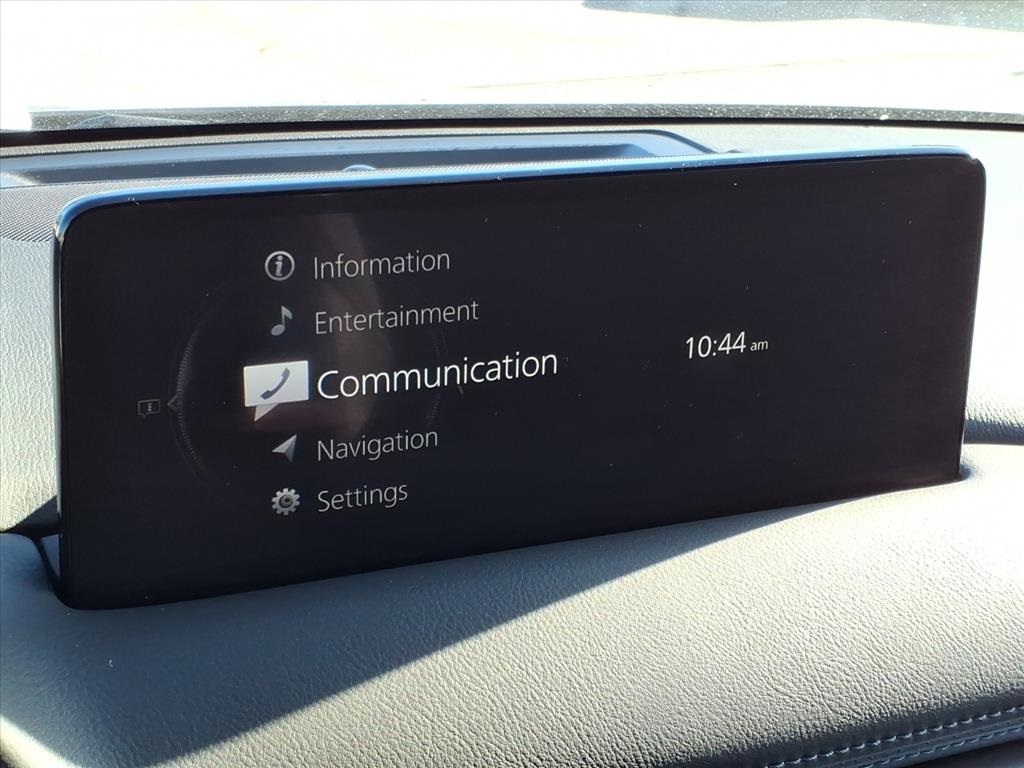 Information
Entertainment
Communication
10:44 am
Navigation
Settings